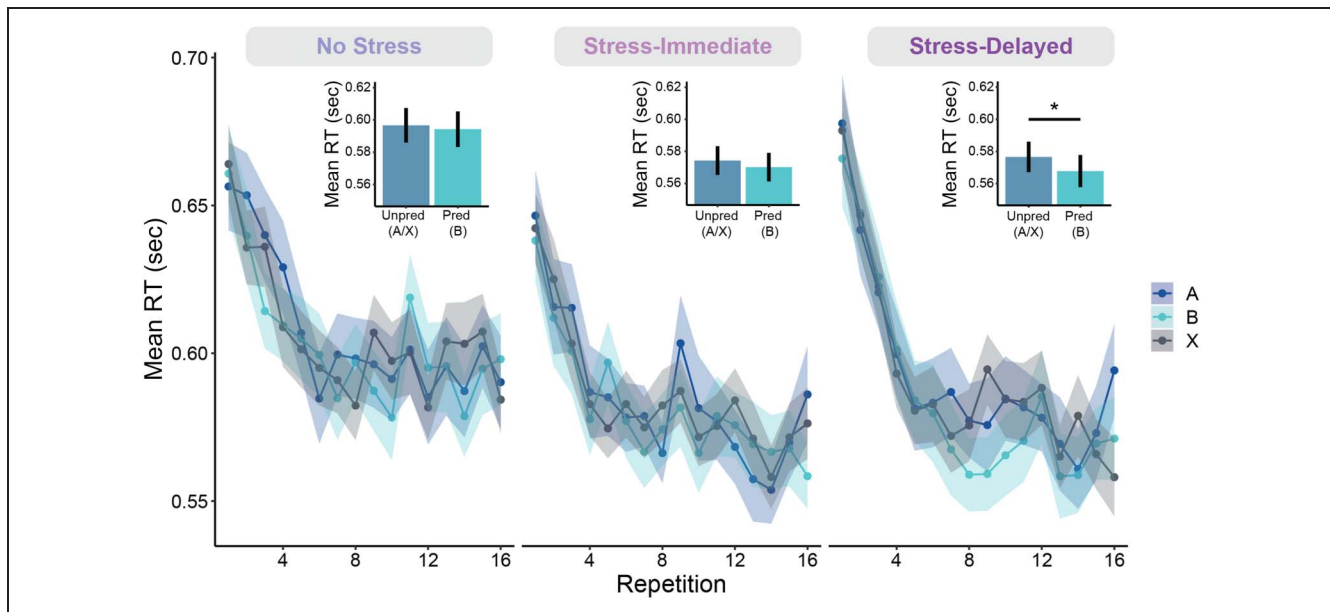 No Stress
Stress-Immediate
Stress-Delayed
0.70
0.65
0.60
0.55
Mean RT (sec)
0.62
0.60
0.58
0.56
Mean RT (sec)
Unpred
(A/X)
Pred
(B)
0.62
0.60
0.58
0.56
Mean RT (sec)
Unpred
(A/X)
Pred
(B)
0.62
0.60
0.58
0.56
Mean RT (sec)
*
Unpred
(A/X)
Pred
(B)
A
B
X
4 8 12 16
4 8 12 16
4 8 12 16
Repetition